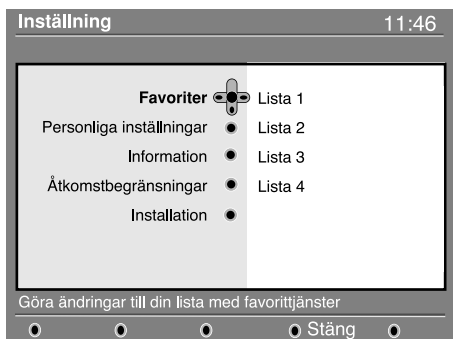 Inställning 11:46
Favoriter Lista 1
Personliga inställningar Lista 2
Information Lista 3
Åtkomstbegränsningar Lista 4
Installation
Göra ändringar till din lista med favorittjänster
Stäng